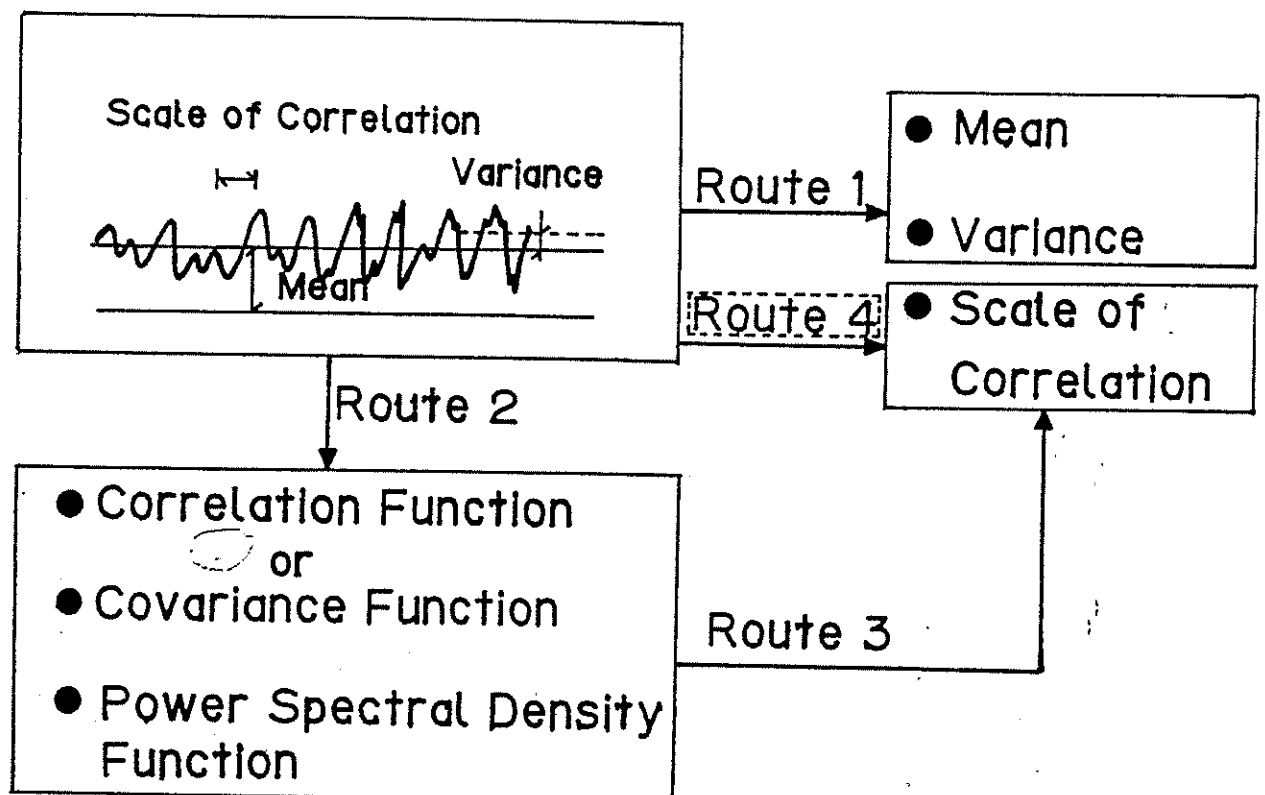 Scale of Correlation
Variance
Mean
Route 1
● Mean
● Variance
Route 4
● Scale of
Correlation
Route 2
● Correlation Function
or
● Covariance Function
● Power Spectral Density
Function
Route 3